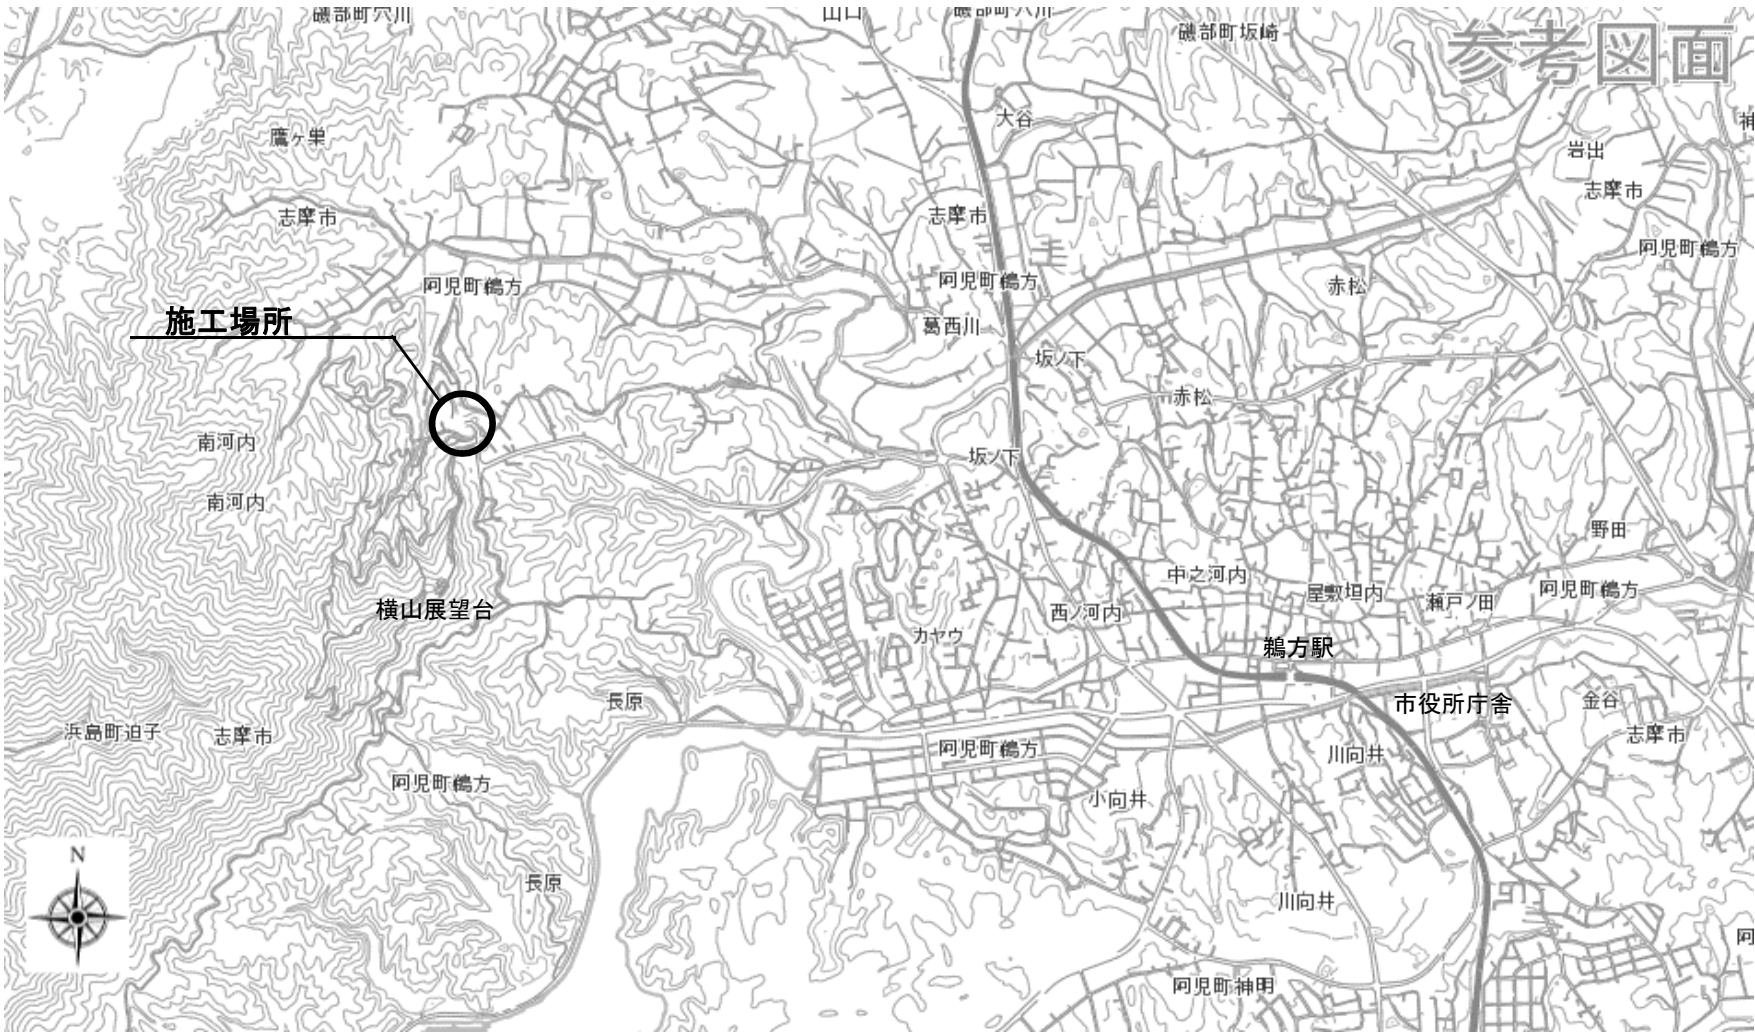 磯部町穴川
山口
磯部町穴川
磯部町坂崎
参考図面
大谷
神
鷹ヶ巣
岩出
志摩市
志摩市
志摩市
阿児町鵜方
阿児町鵜方
阿児町鵜方
赤松
施工場所
葛西川
坂ノ下
赤松
南河内
坂ノ下
南河内
野田
中之河内
阿児町鵜方
屋敷垣内
瀬戸ノ田
横山展望台
西ノ河内
カヤウ
鵜方駅
長原
市役所庁舎
金谷
浜島町迫子
志摩市
志摩市
阿児町鵜方
川向井
阿児町鵜方
小向井
N
長原
川向井
阿
阿児町神明